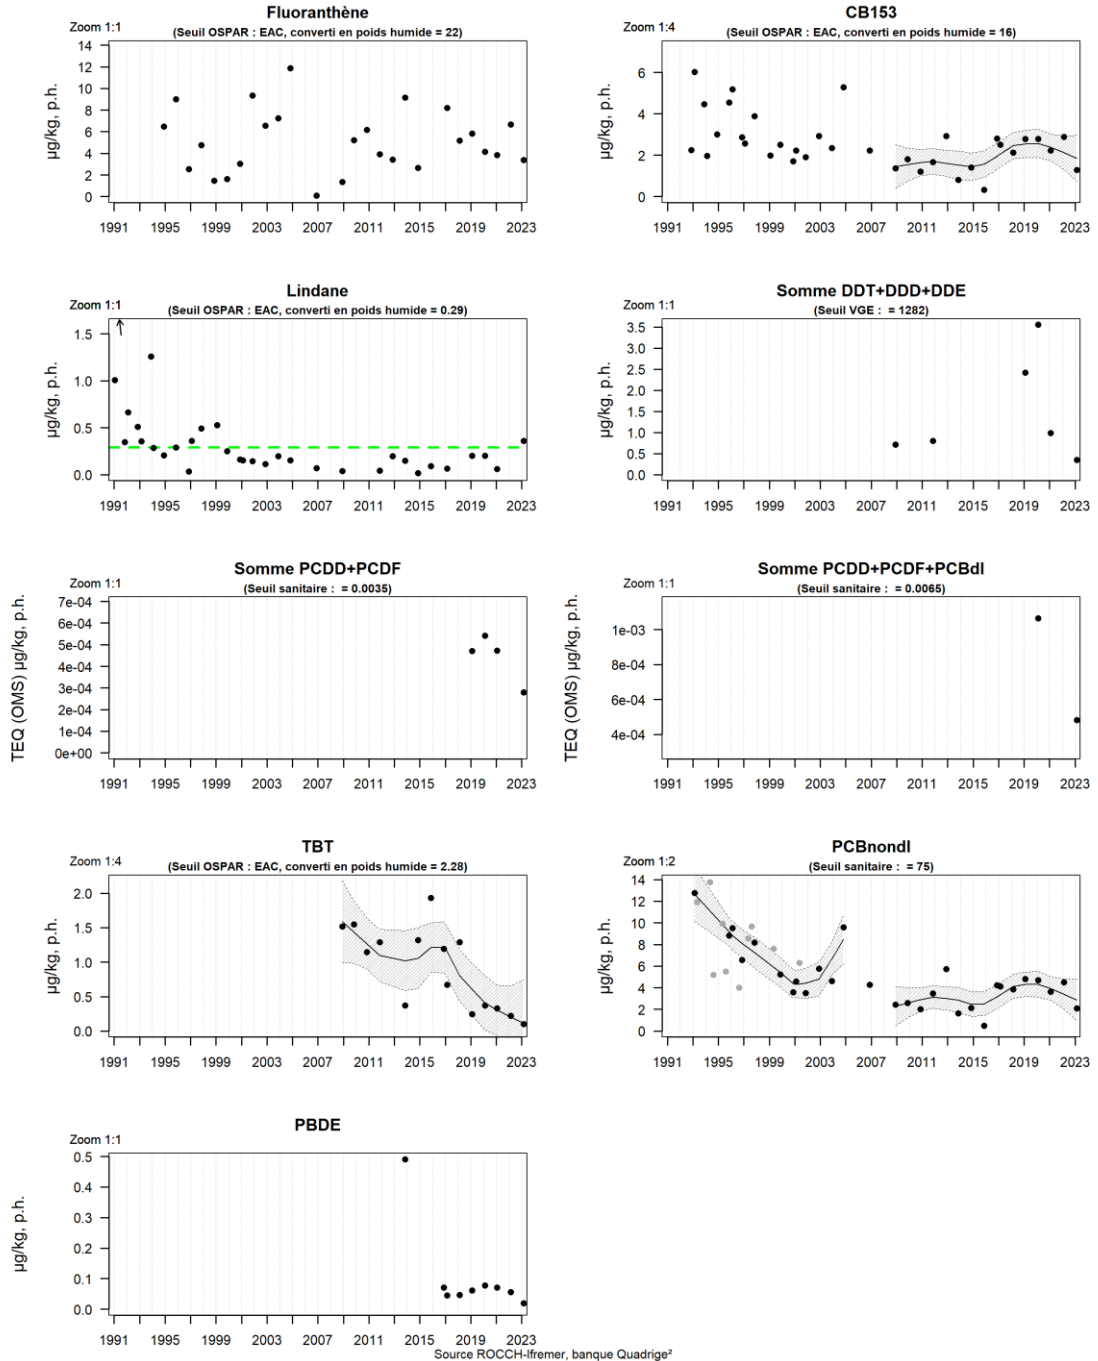 Fluoranthène
Zoom 1:1
(Seuil OSPAR : EAC, converti en poids humide = 22)
µg/kg, p.h.
14
12
10
8
6
4
2
0
1991 1995 1999 2003 2007 2011 2015 2019 2023
CB153
Zoom 1:4
(Seuil OSPAR : EAC, converti en poids humide = 16)
µg/kg, p.h.
6
4
2
0
1991 1995 1999 2003 2007 2011 2015 2019 2023
Lindane
Zoom 1:1
(Seuil OSPAR : EAC, converti en poids humide = 0.29)
µg/kg, p.h.
1.5
1.0
0.5
0.0
1991 1995 1999 2003 2007 2011 2015 2019 2023
Somme DDT+DDD+DDE
Zoom 1:1
(Seuil VGE : = 1282)
µg/kg, p.h.
3.5
3.0
2.5
2.0
1.5
1.0
0.5
0.0
1991 1995 1999 2003 2007 2011 2015 2019 2023
Somme PCDD+PCDF
Zoom 1:1
(Seuil sanitaire : = 0.0035)
TEQ (OMS) µg/kg, p.h.
7e-04
6e-04
5e-04
4e-04
3e-04
2e-04
1e-04
0e+00
1991 1995 1999 2003 2007 2011 2015 2019 2023
Somme PCDD+PCDF+PCBdl
Zoom 1:1
(Seuil sanitaire : = 0.0065)
TEQ (OMS) µg/kg, p.h.
1e-03
8e-04
6e-04
4e-04
1991 1995 1999 2003 2007 2011 2015 2019 2023
TBT
Zoom 1:4
(Seuil OSPAR : EAC, converti en poids humide = 2.28)
µg/kg, p.h.
2.0
1.5
1.0
0.5
0.0
1991 1995 1999 2003 2007 2011 2015 2019 2023
PCBnondl
Zoom 1:2
(Seuil sanitaire : = 75)
µg/kg, p.h.
14
12
10
8
6
4
2
0
1991 1995 1999 2003 2007 2011 2015 2019 2023
PBDE
Zoom 1:1
µg/kg, p.h.
0.5
0.4
0.3
0.2
0.1
0.0
1991 1995 1999 2003 2007 2011 2015 2019 2023
Source ROCCH-Ifremer, banque Quadrige²